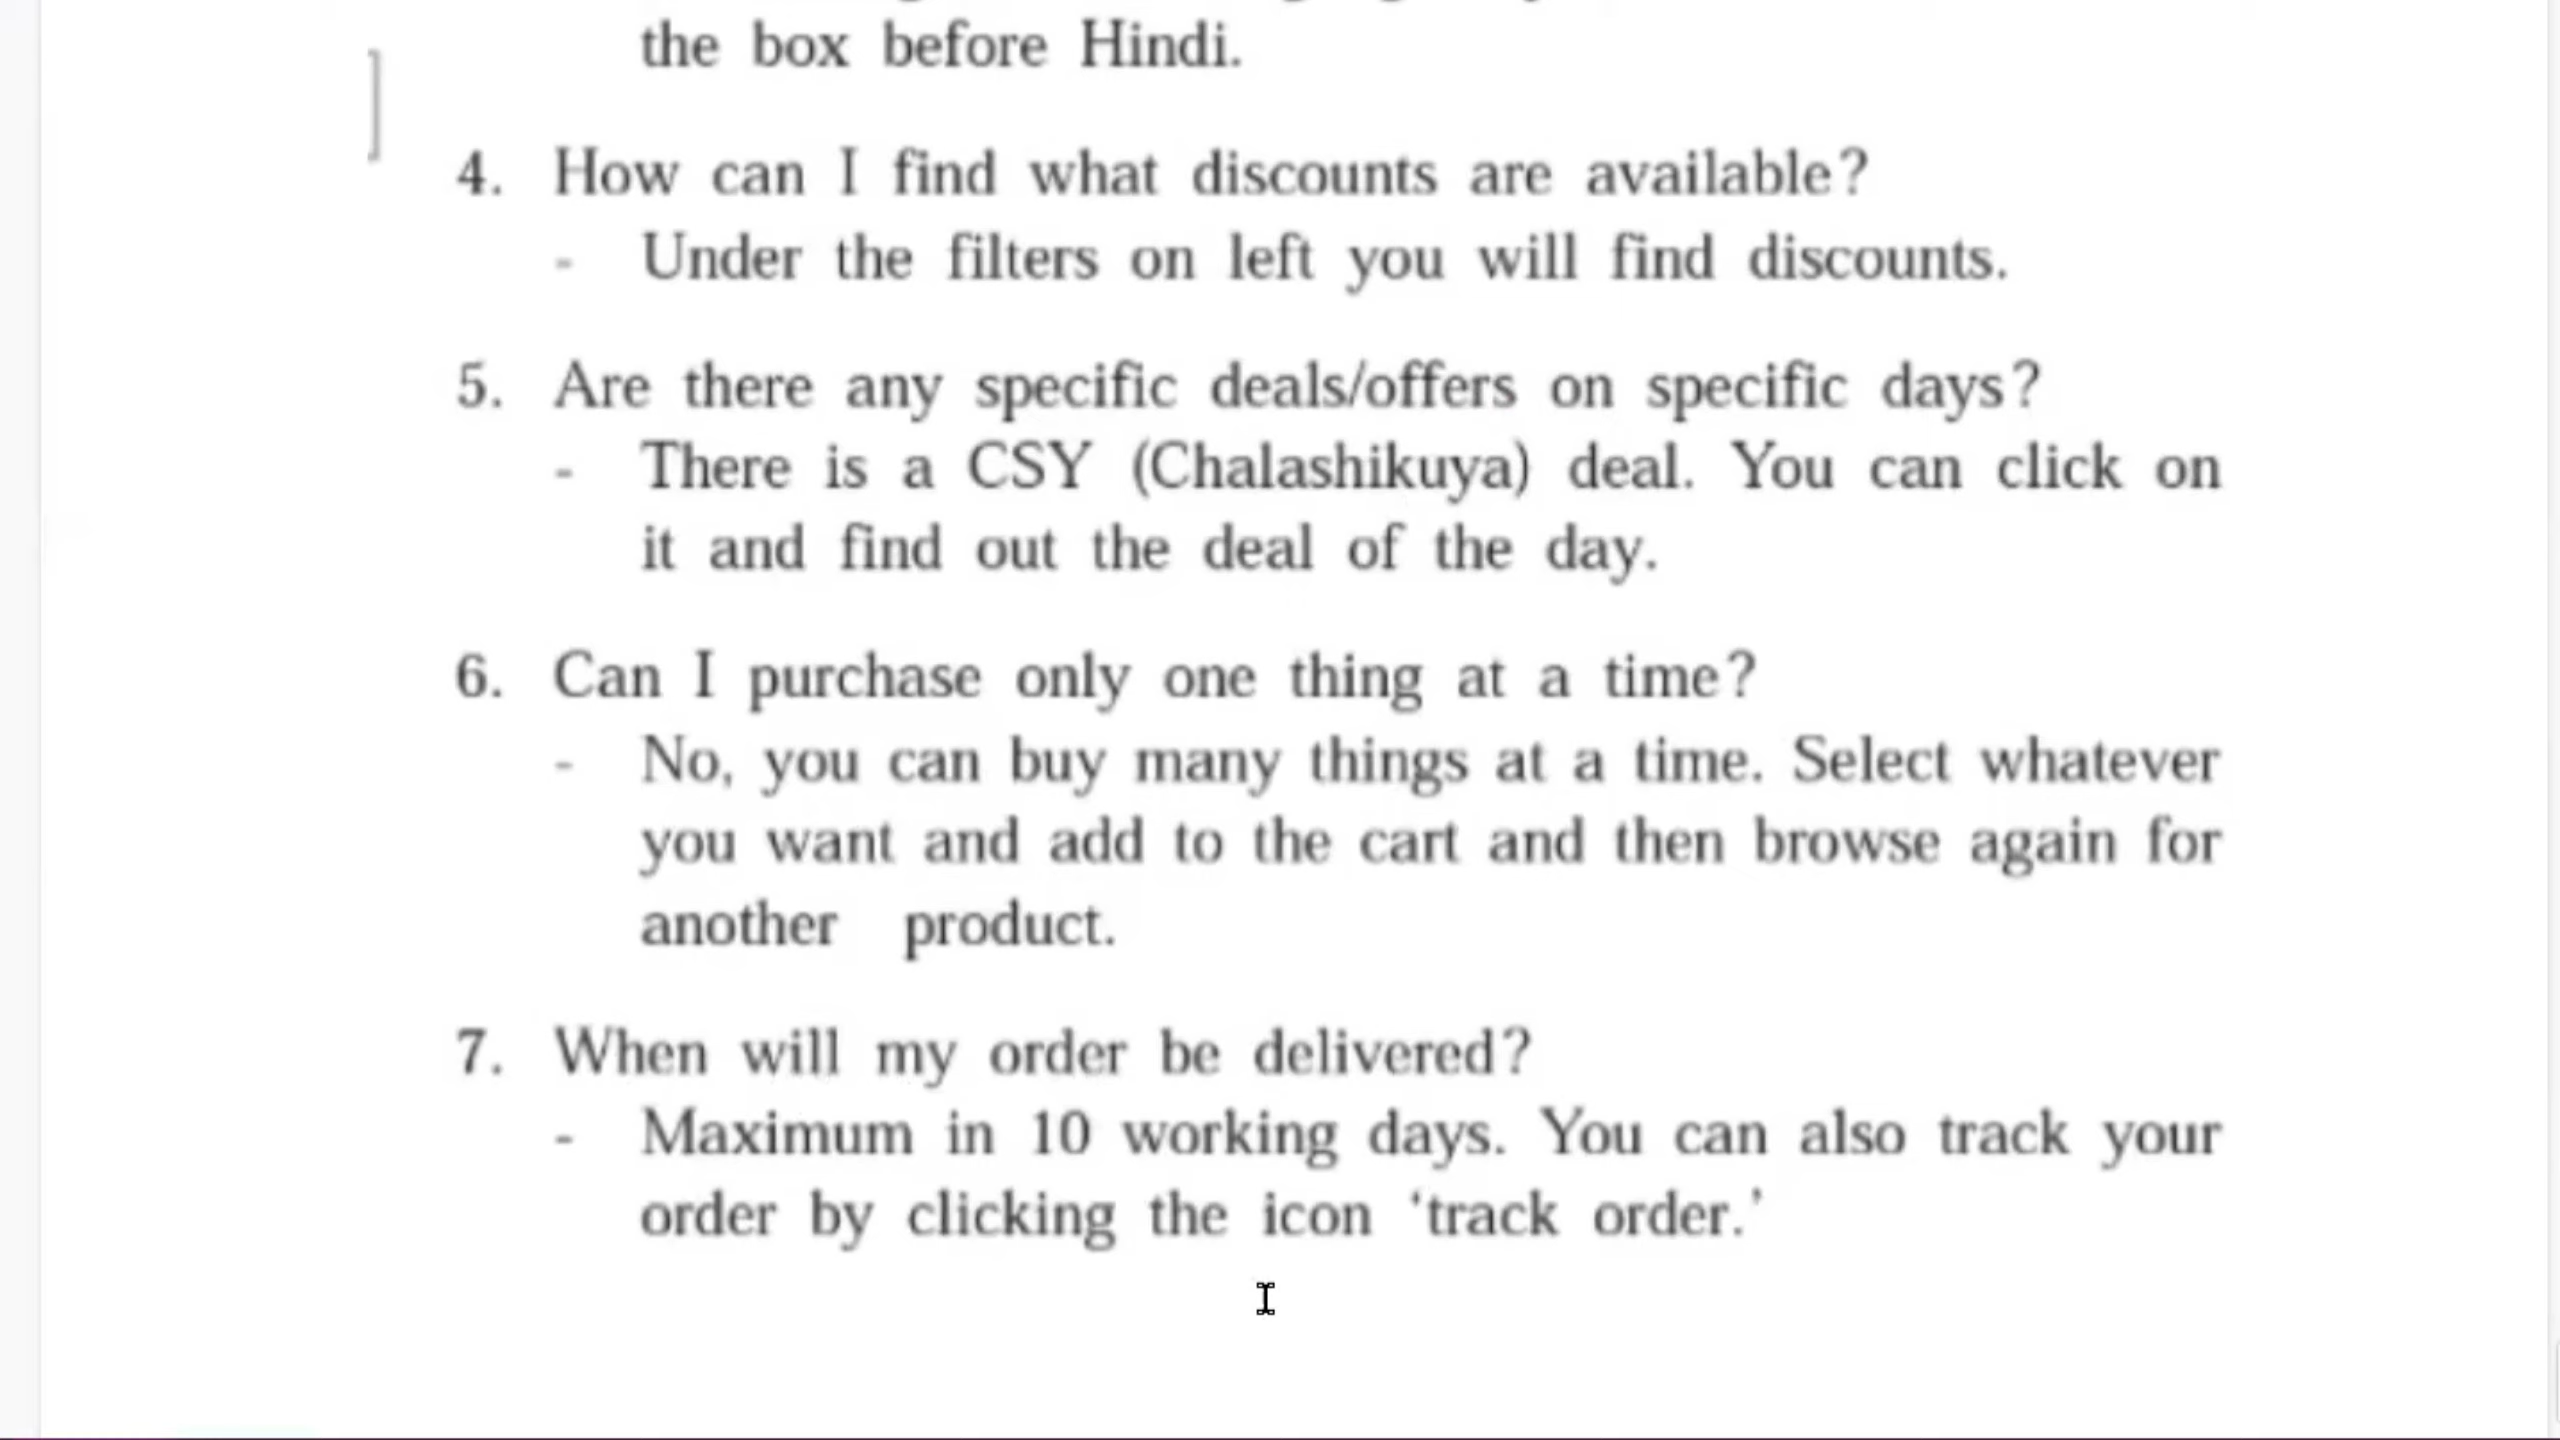 the box before Hindi.
4. How can I find what discounts are available?
- Under the filters on left you will find discounts.
5. Are there any specific deals/offers on specific days?
- There is a CSY (Chalashikuya) deal. You can click on
it and find out the deal of the day.
6. Can I purchase only one thing at a time?
- No, you can buy many things at a time. Select whatever
you want and add to the cart and then browse again for
another product.
7. When will my order be delivered?
- Maximum in 10 working days. You can also track your
order by clicking the icon ‘track order.’